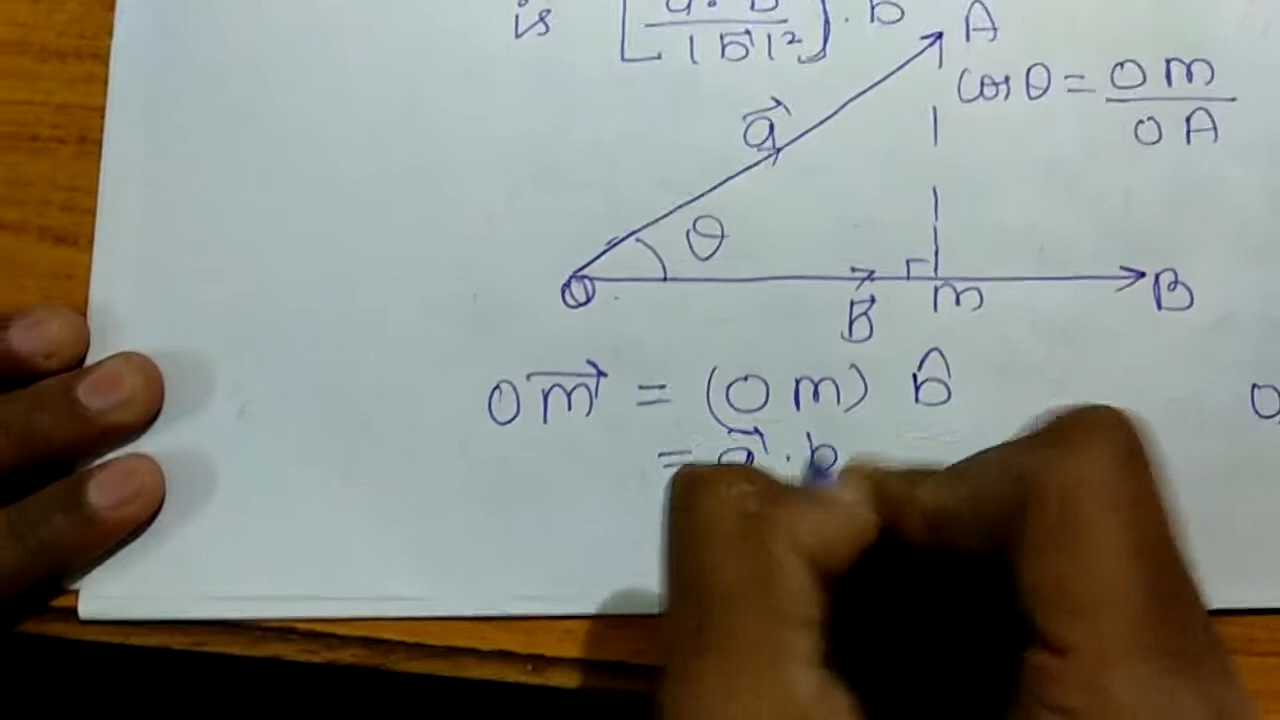 is [a⃗ · b⃗ / |b⃗|²] · b⃗
A
cos θ = OM / OA
a⃗
θ
O
b⃗
M
B
OM⃗ = (OM) b̂
= a⃗ · b